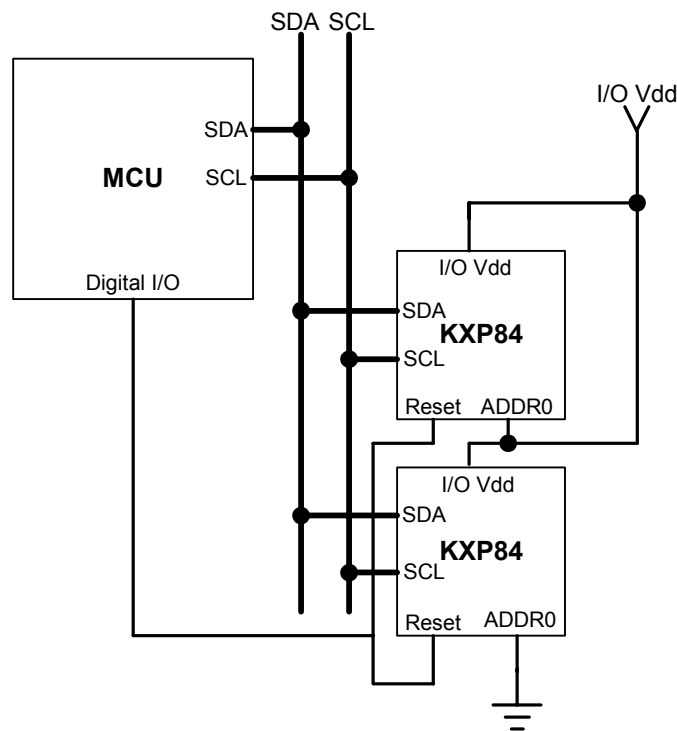 SDA SCL
I/O Vdd
SDA
MCU
SCL
Digital I/O
I/O Vdd
SDA
KXP84
SCL
Reset ADDR0
I/O Vdd
SDA
KXP84
SCL
Reset ADDR0